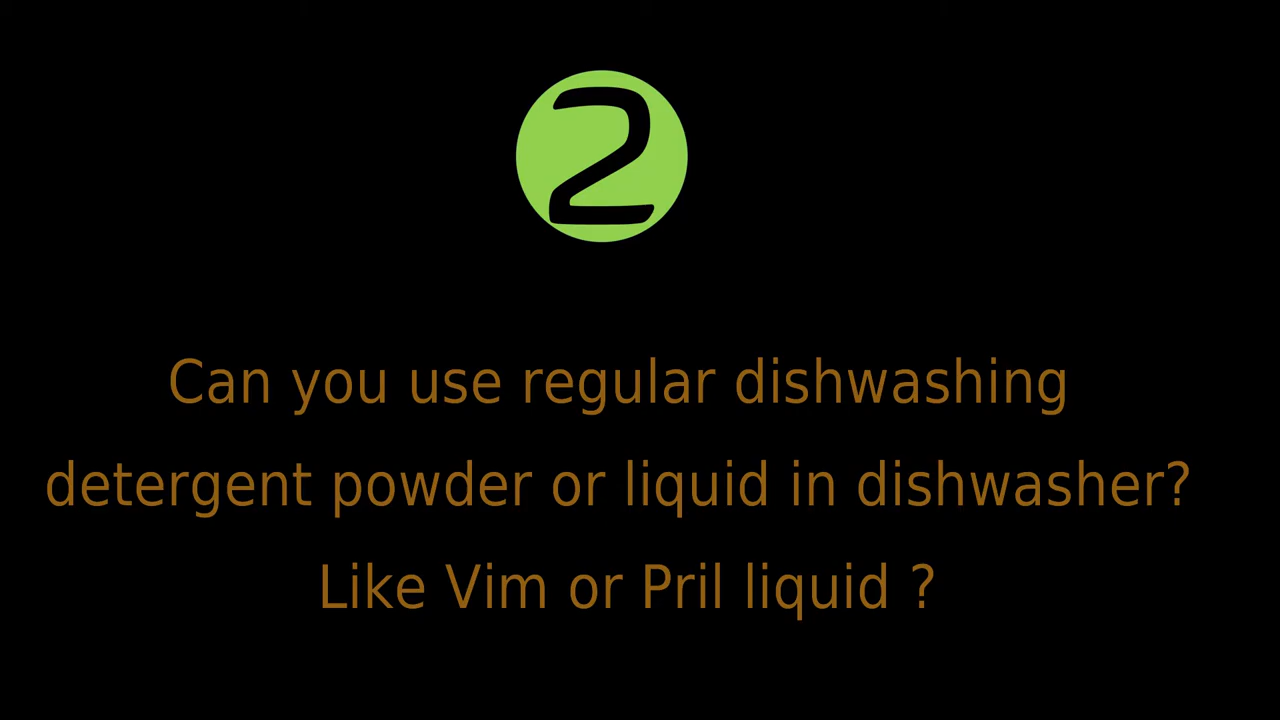 2
Can you use regular dishwashing
detergent powder or liquid in dishwasher?
Like Vim or Pril liquid ?